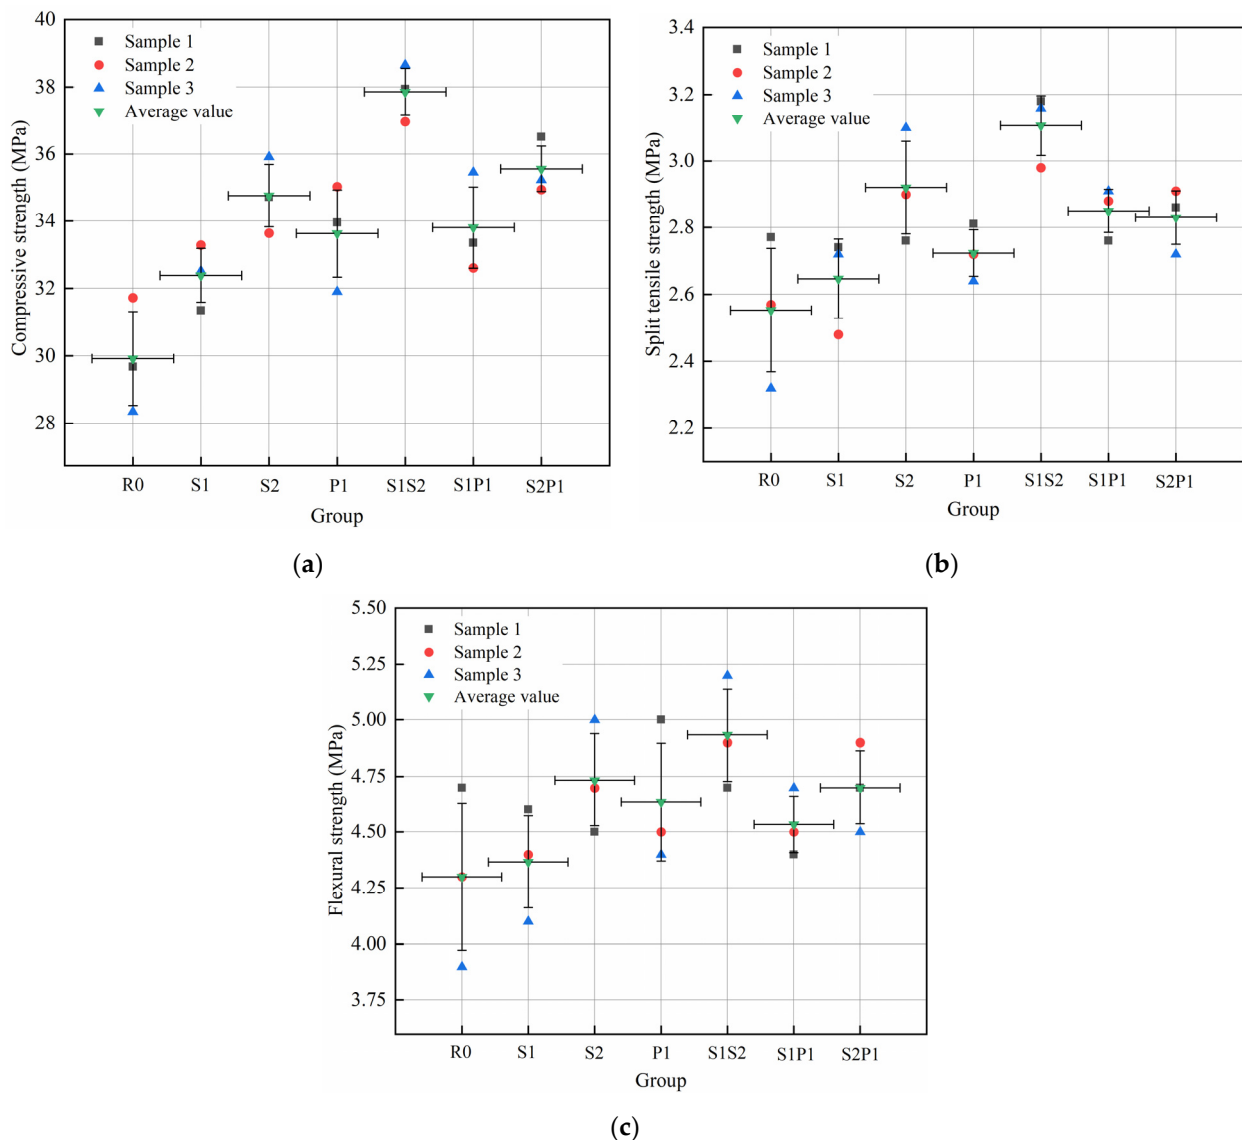 40
38
36
34
32
30
28
Compressive strength (MPa)
Sample 1
Sample 2
Sample 3
Average value
R0 S1 S2 P1 S1S2 S1P1 S2P1
Group
(a)
3.4
3.2
3.0
2.8
2.6
2.4
2.2
Split tensile strength (MPa)
Sample 1
Sample 2
Sample 3
Average value
R0 S1 S2 P1 S1S2 S1P1 S2P1
Group
(b)
5.50
5.25
5.00
4.75
4.50
4.25
4.00
3.75
Flexural strength (MPa)
Sample 1
Sample 2
Sample 3
Average value
R0 S1 S2 P1 S1S2 S1P1 S2P1
Group
(c)